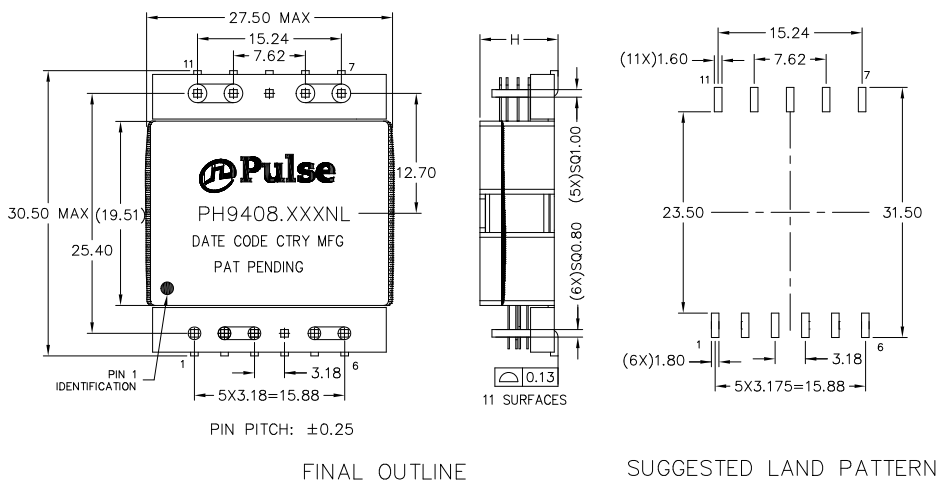 27.50 MAX
15.24
7.62
11
7
30.50 MAX
(19.51)
25.40
12.70
Pulse
PH9408.XXXNL
DATE CODE CTRY MFG
PAT PENDING
1
6
PIN 1
IDENTIFICATION
3.18
5X3.18=15.88
PIN PITCH: ±0.25
H
(5X)SQ1.00
(6X)SQ0.80
0.13
11 SURFACES
15.24
(11X)1.60
7.62
11
7
23.50
31.50
1
6
(6X)1.80
3.18
5X3.175=15.88
FINAL OUTLINE
SUGGESTED LAND PATTERN